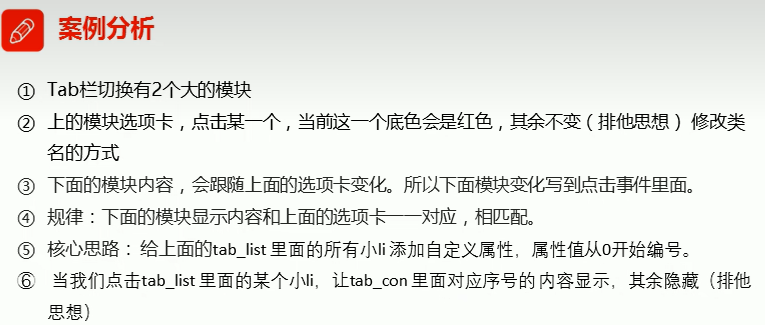 案例分析
① Tab栏切换有2个大的模块
② 上的模块选项卡，点击某一个，当前这一个底色会是红色，其余不变（排他思想） 修改类
名的方式
③ 下面的模块内容，会跟随上面的选项卡变化。所以下面模块变化写到点击事件里面。
④ 规律：下面的模块显示内容和上面的选项卡一一对应，相匹配。
⑤ 核心思路： 给上面的tab_list 里面的所有小li 添加自定义属性，属性值从0开始编号。
⑥ 当我们点击tab_list 里面的某个小li，让tab_con 里面对应序号的 内容显示，其余隐藏（排他
思想）